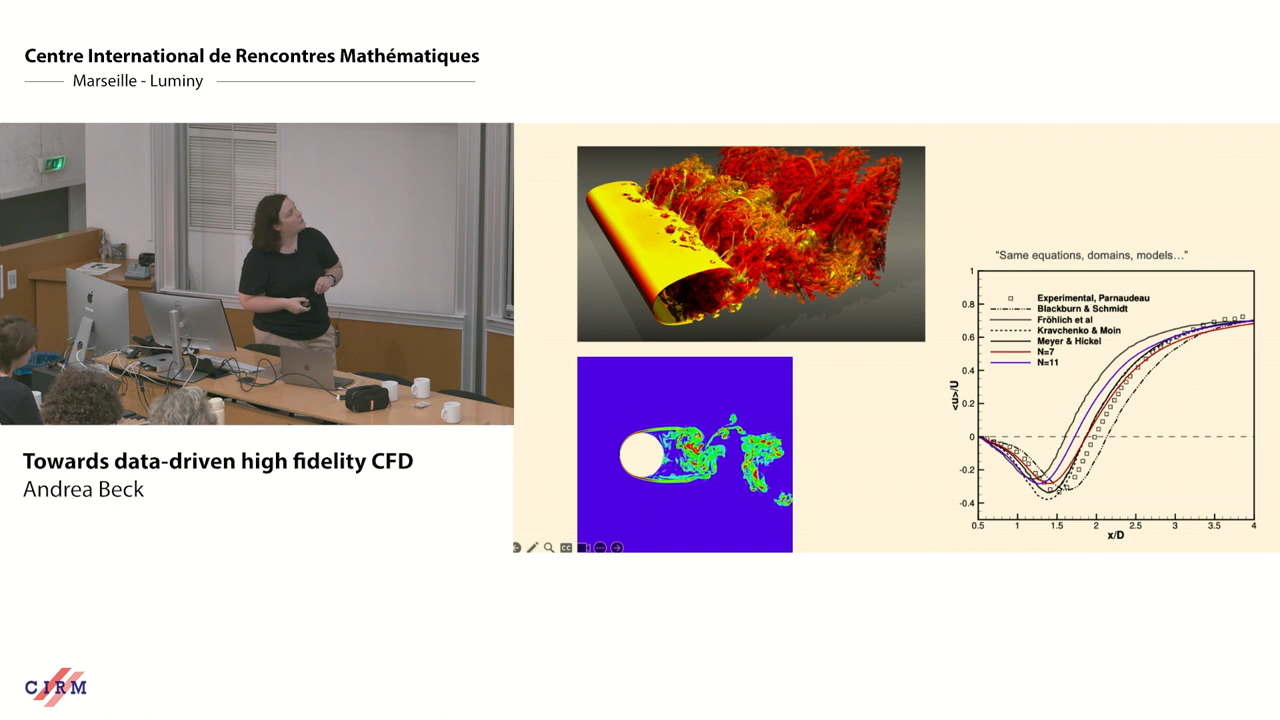 Centre International de Rencontres Mathématiques
Marseille - Luminy
"Same equations, domains, models..."
1
0.8
0.6
0.4
0.2
0
-0.2
-0.4
<u>/U
Experimental, Parnaudeau
Blackburn & Schmidt
Fröhlich et al
Kravchenko & Moin
Meyer & Hickel
N=7
N=11
0.5 1 1.5 2 2.5 3 3.5 4
x/D
CC
Towards data-driven high fidelity CFD
Andrea Beck
CIRM